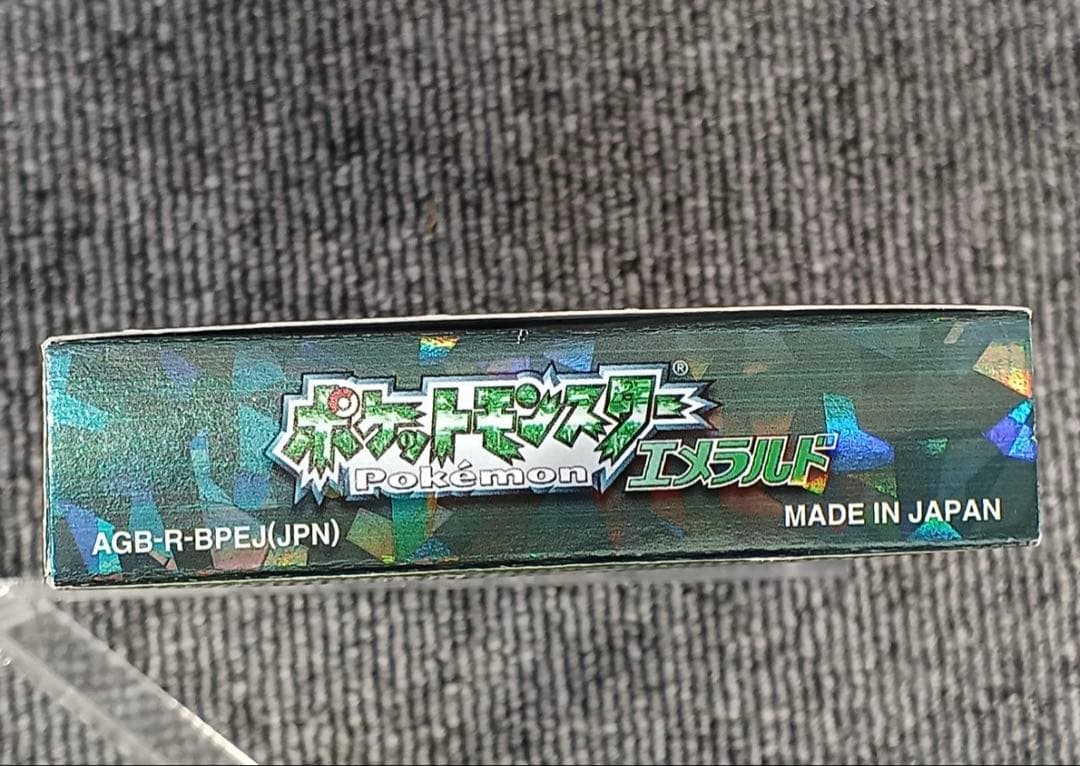 ポケットモンスター®
Pokémon エメラルド
AGB-R-BPEJ(JPN)
MADE IN JAPAN